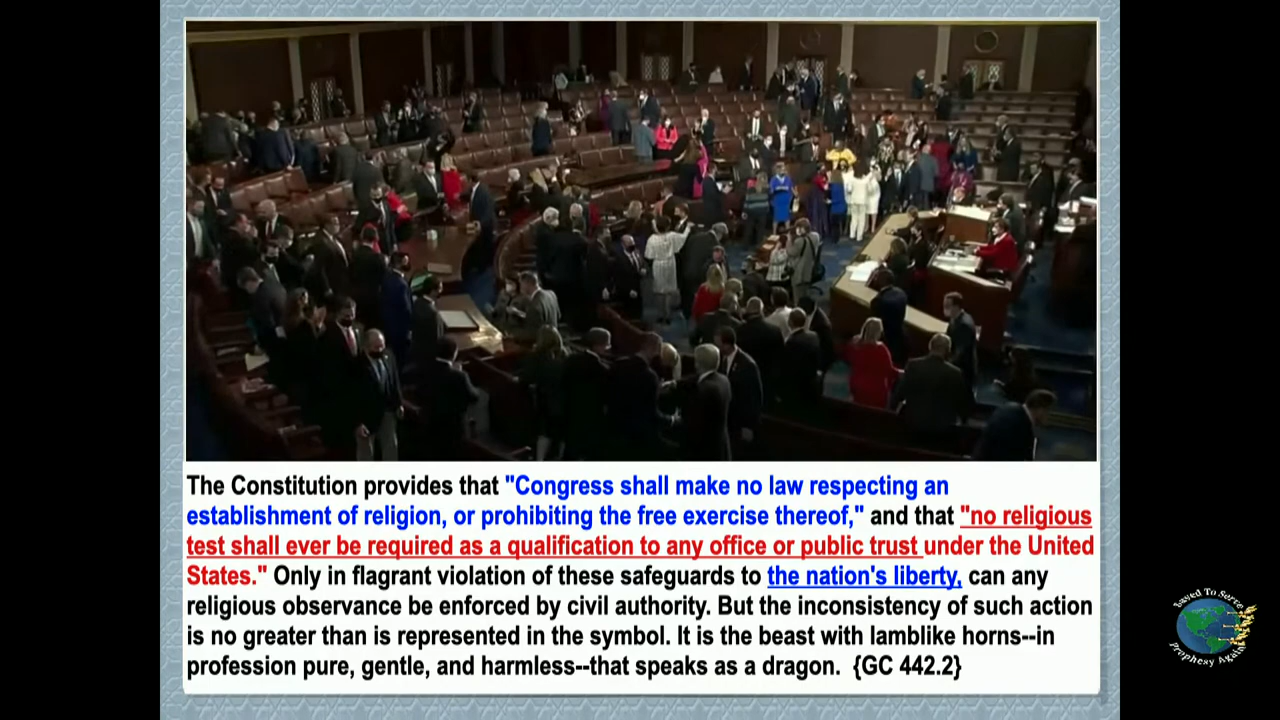 The Constitution provides that "Congress shall make no law respecting an
establishment of religion, or prohibiting the free exercise thereof," and that "no religious
test shall ever be required as a qualification to any office or public trust under the United
States." Only in flagrant violation of these safeguards to the nation's liberty, can any
religious observance be enforced by civil authority. But the inconsistency of such action
is no greater than is represented in the symbol. It is the beast with lamblike horns--in
profession pure, gentle, and harmless--that speaks as a dragon. {GC 442.2}
To Serve
Prophesy Again